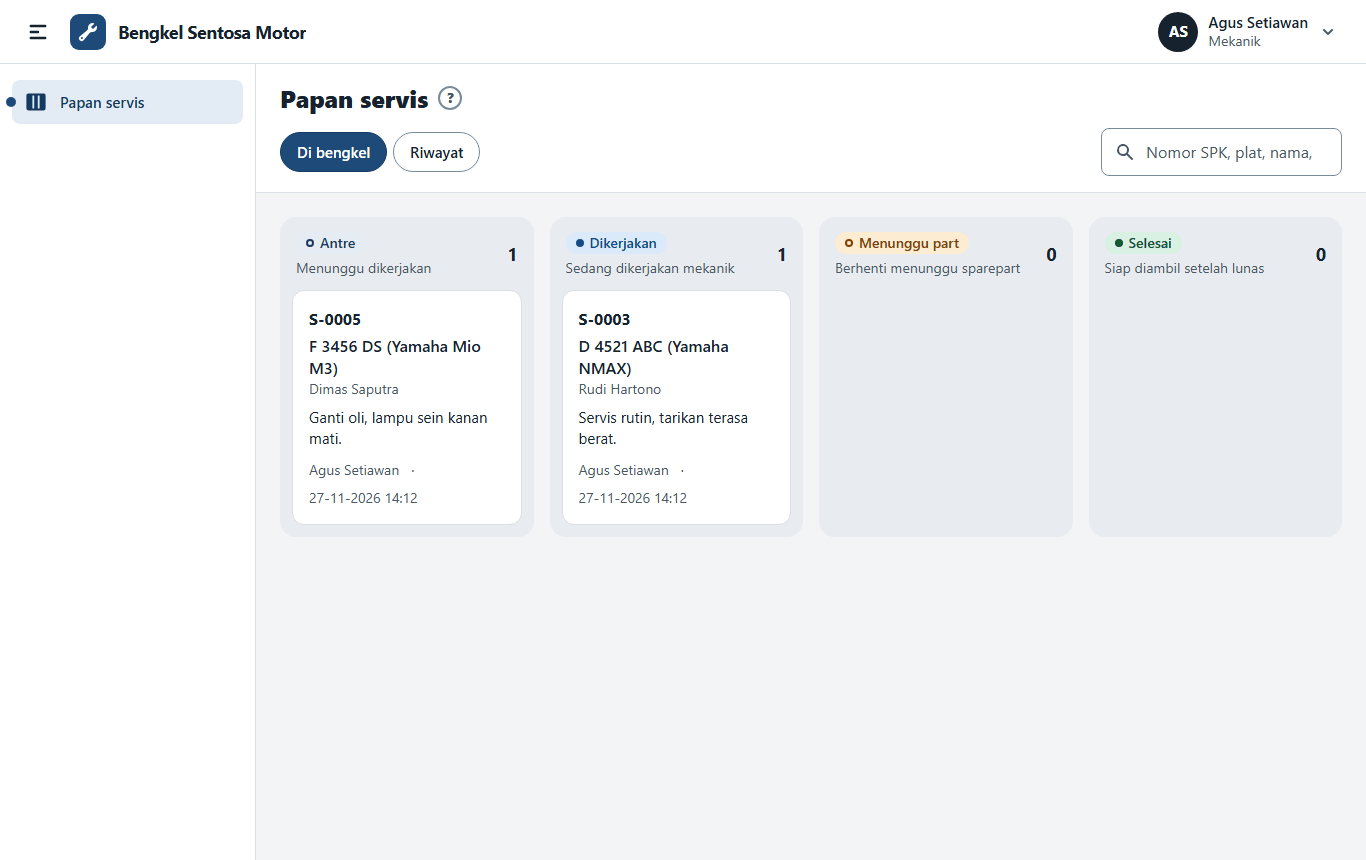 Bengkel Sentosa Motor
AS
Agus Setiawan
Mekanik
Papan servis
Papan servis
?
Di bengkel
Riwayat
Nomor SPK, plat, nama,
Antre
Menunggu dikerjakan
1
S-0005
F 3456 DS (Yamaha Mio
M3)
Dimas Saputra
Ganti oli, lampu sein kanan
mati.
Agus Setiawan ·
27-11-2026 14:12
Dikerjakan
Sedang dikerjakan mekanik
1
S-0003
D 4521 ABC (Yamaha
NMAX)
Rudi Hartono
Servis rutin, tarikan terasa
berat.
Agus Setiawan ·
27-11-2026 14:12
Menunggu part
Berhenti menunggu sparepart
0
Selesai
Siap diambil setelah lunas
0